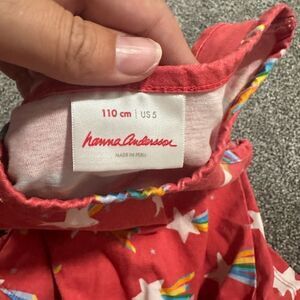 110 cm | US 5
hanna andersson
MADE IN PERU